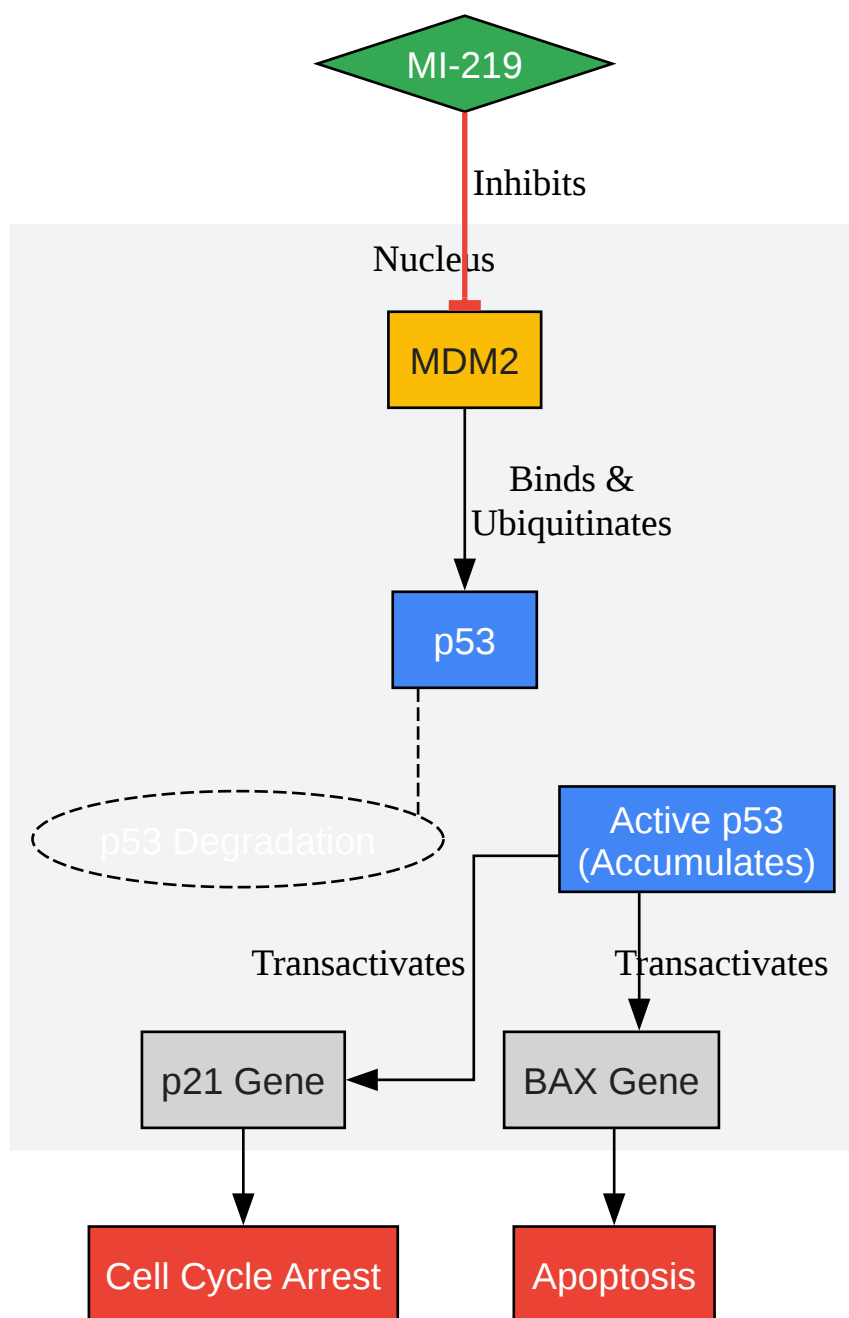 MI-219
Inhibits
Nucleus
MDM2
Binds &
Ubiquitinates
p53
p53 Degradation
Active p53
(Accumulates)
Transactivates
Transactivates
p21 Gene
BAX Gene
Cell Cycle Arrest
Apoptosis